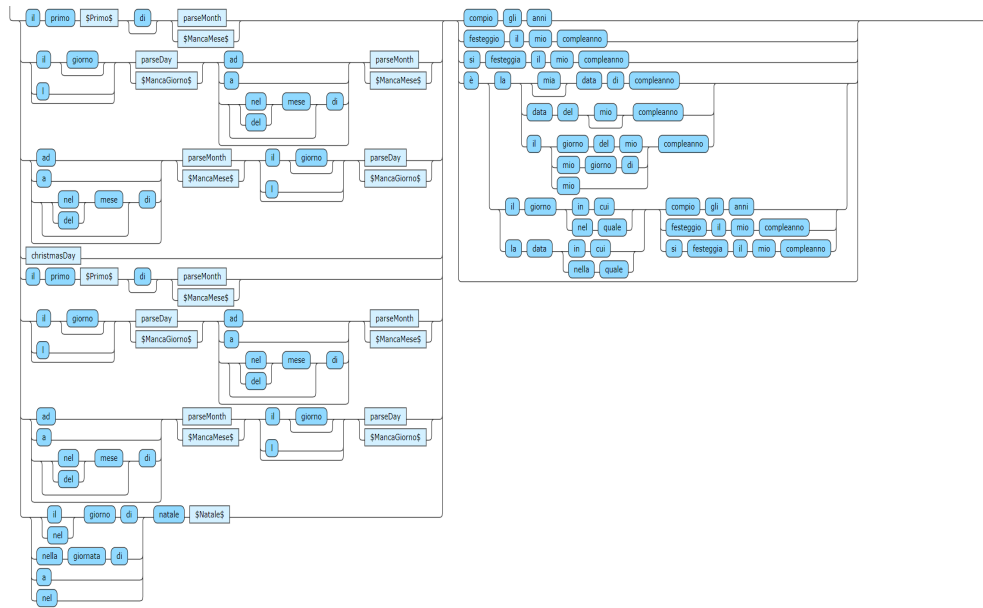 il primo $Primo$ di parseMonth compio gli anni
$MancaMese$ festeggio il mio compleanno
il giorno parseDay ad parseMonth si festeggia il mio compleanno
l $MancaGiorno$ a $MancaMese$ è la mia data di compleanno
nel mese di data del mio compleanno
del
il giorno del mio compleanno
ad parseMonth il giorno parseDay mio giorno di
a $MancaMese$ l $MancaGiorno$ mio
nel mese di il giorno in cui compio gli anni
del nel quale festeggio il mio compleanno
christmasDay la data in cui si festeggia il mio compleanno
il primo $Primo$ di parseMonth nella quale
$MancaMese$
il giorno parseDay ad parseMonth
l $MancaGiorno$ a $MancaMese$
nel mese di
del
ad parseMonth il giorno parseDay
a $MancaMese$ l $MancaGiorno$
nel mese di
del
il giorno di natale $Natale$
nel
nella giornata di
a
nel